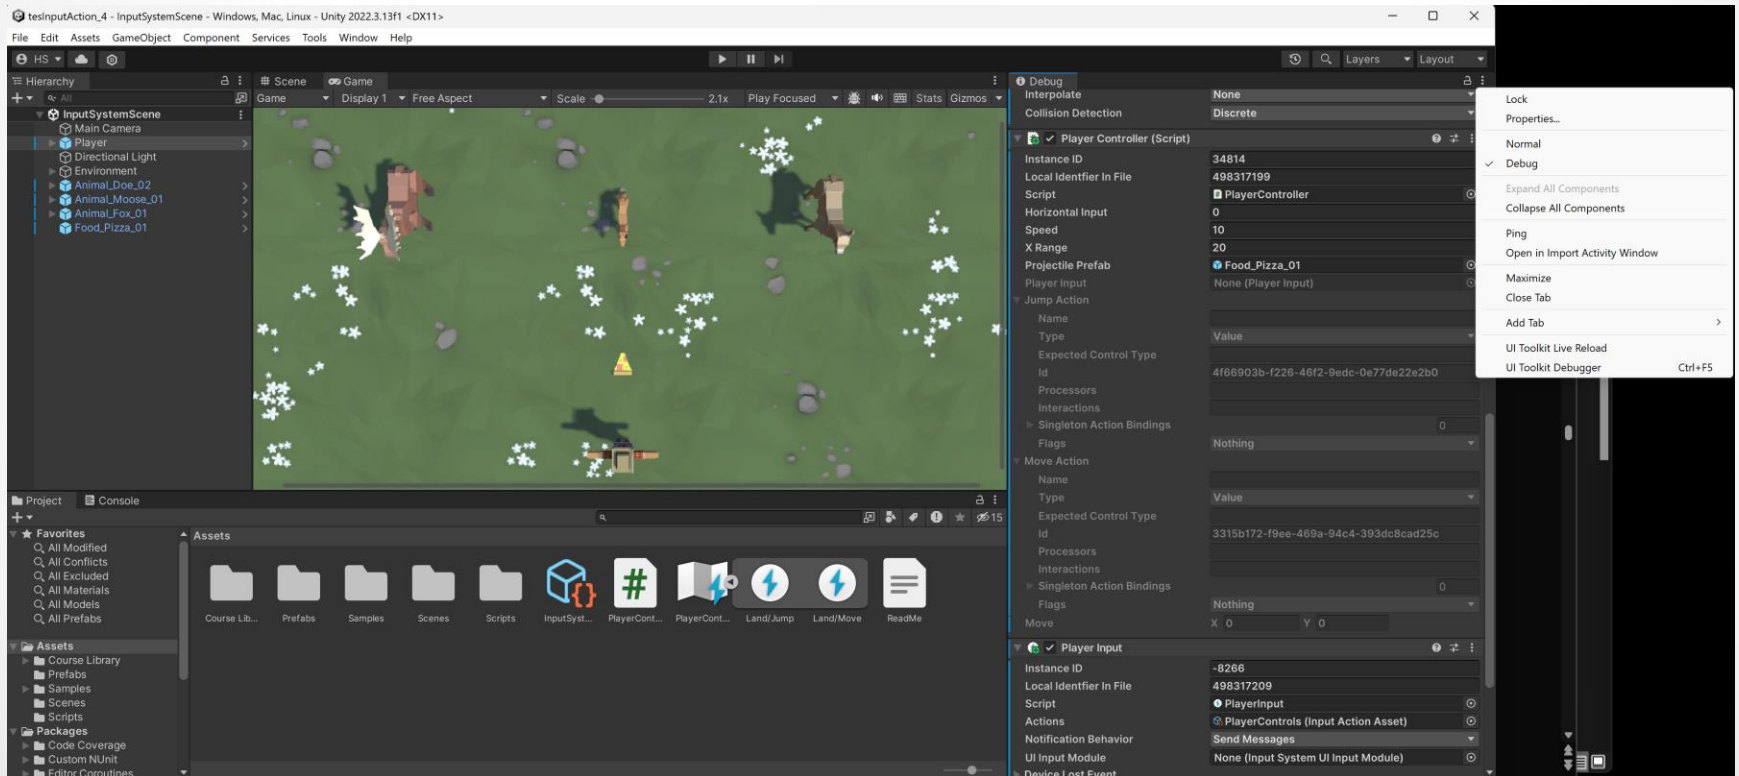 tesInputAction_4 - InputSystemScene - Windows, Mac, Linux - Unity 2022.3.13f1 <DX11>
File Edit Assets GameObject Component Services Tools Window Help
HS
Layers
Layout
Hierarchy
All
InputSystemScene
Main Camera
Player
Directional Light
Environment
Animal_Doe_02
Animal_Moose_01
Animal_Fox_01
Food_Pizza_01
Scene Game
Game Display 1 Free Aspect Scale 2.1x Play Focused Stats Gizmos
Debug
Interpolate None
Collision Detection Discrete
Player Controller (Script)
Instance ID 34814
Local Identfier In File 498317199
Script PlayerController
Horizontal Input 0
Speed 10
X Range 20
Projectile Prefab Food_Pizza_01
Player Input None (Player Input)
Jump Action
Name
Type Value
Expected Control Type
Id 4f66903b-f226-46f2-9edc-0e77de22e2b0
Processors
Interactions
Singleton Action Bindings 0
Flags Nothing
Move Action
Name
Type Value
Expected Control Type
Id 3315b172-f9ee-469a-94c4-393dc8cad25c
Processors
Interactions
Singleton Action Bindings 0
Flags Nothing
Move X 0 Y 0
Player Input
Instance ID -8266
Local Identfier In File 498317209
Script PlayerInput
Actions PlayerControls (Input Action Asset)
Notification Behavior Send Messages
UI Input Module None (Input System UI Input Module)
Device Lost Event
Lock
Properties...
Normal
Debug
Expand All Components
Collapse All Components
Ping
Open in Import Activity Window
Maximize
Close Tab
Add Tab
UI Toolkit Live Reload
UI Toolkit Debugger Ctrl+F5
Project Console
15
Favorites
All Modified
All Conflicts
All Excluded
All Materials
All Models
All Prefabs
Assets
Course Library
Prefabs
Samples
Scenes
Scripts
Packages
Code Coverage
Custom NUnit
Editor Coroutines
Assets
Course Lib... Prefabs Samples Scenes Scripts InputSyst... PlayerCont... PlayerCont... Land/Jump Land/Move ReadMe